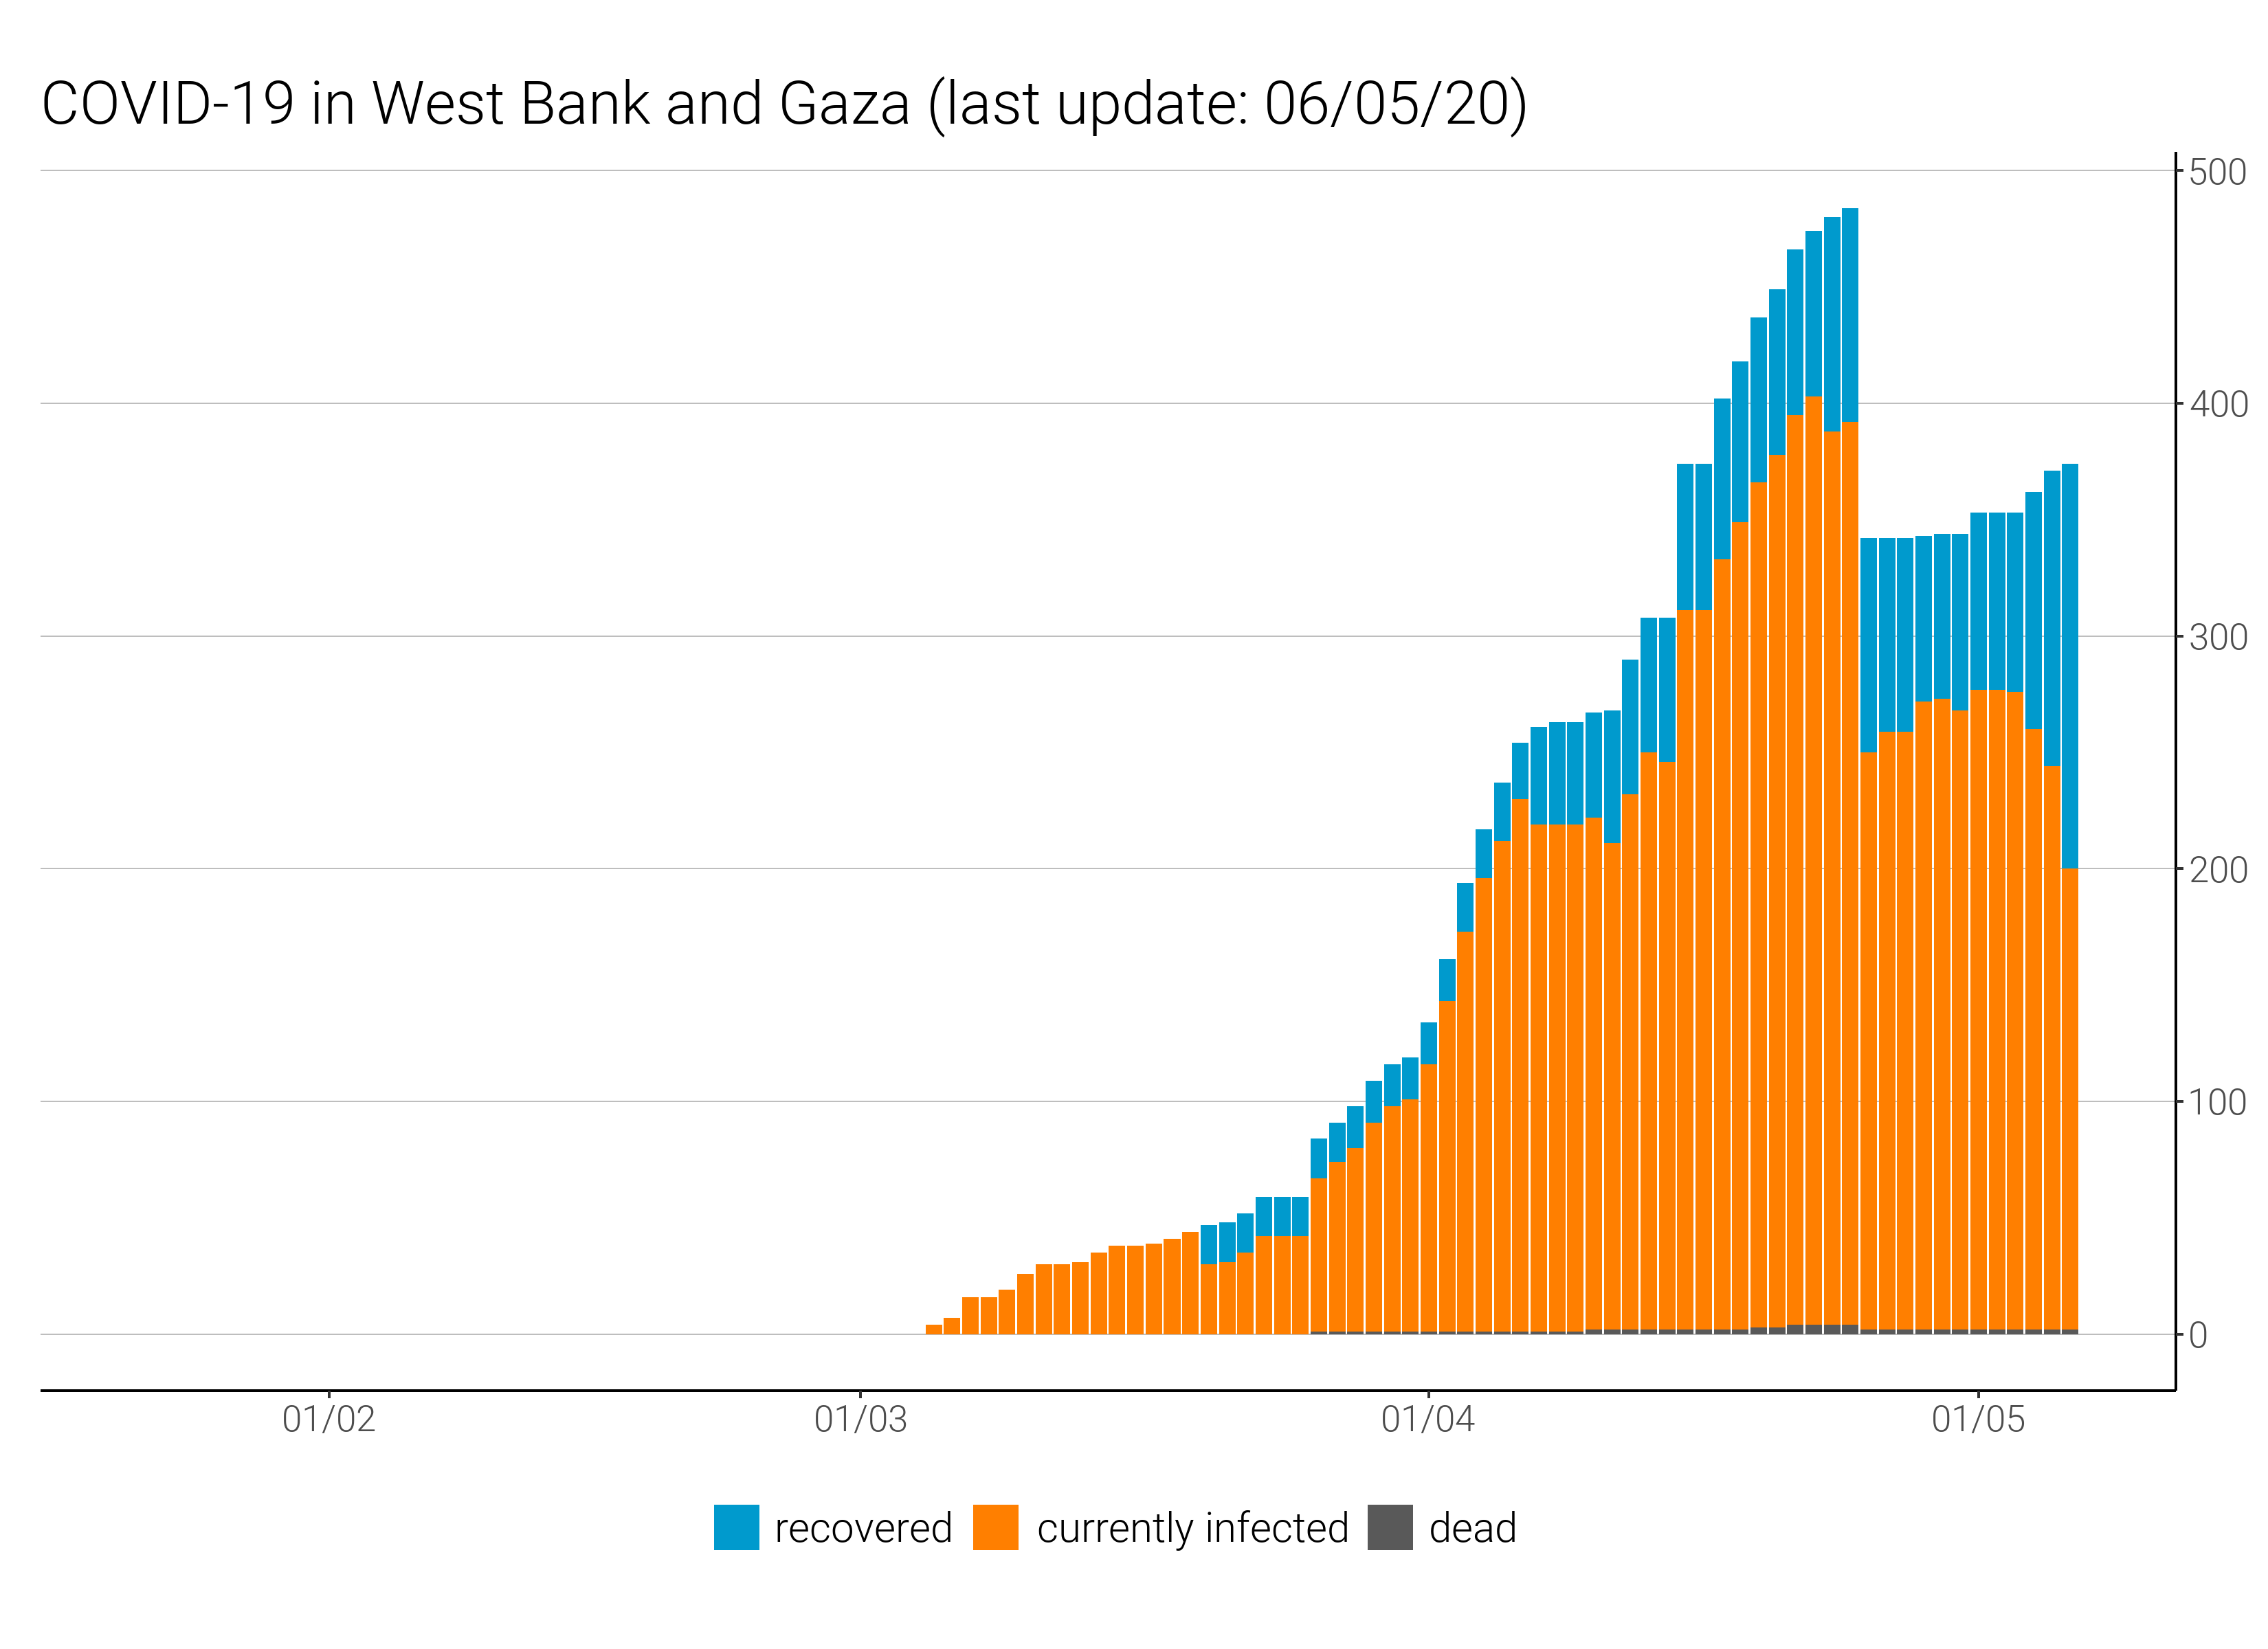 COVID-19 in West Bank and Gaza (last update: 06/05/20)
500
400
300
200
100
0
01/02 01/03 01/04 01/05
recovered currently infected dead